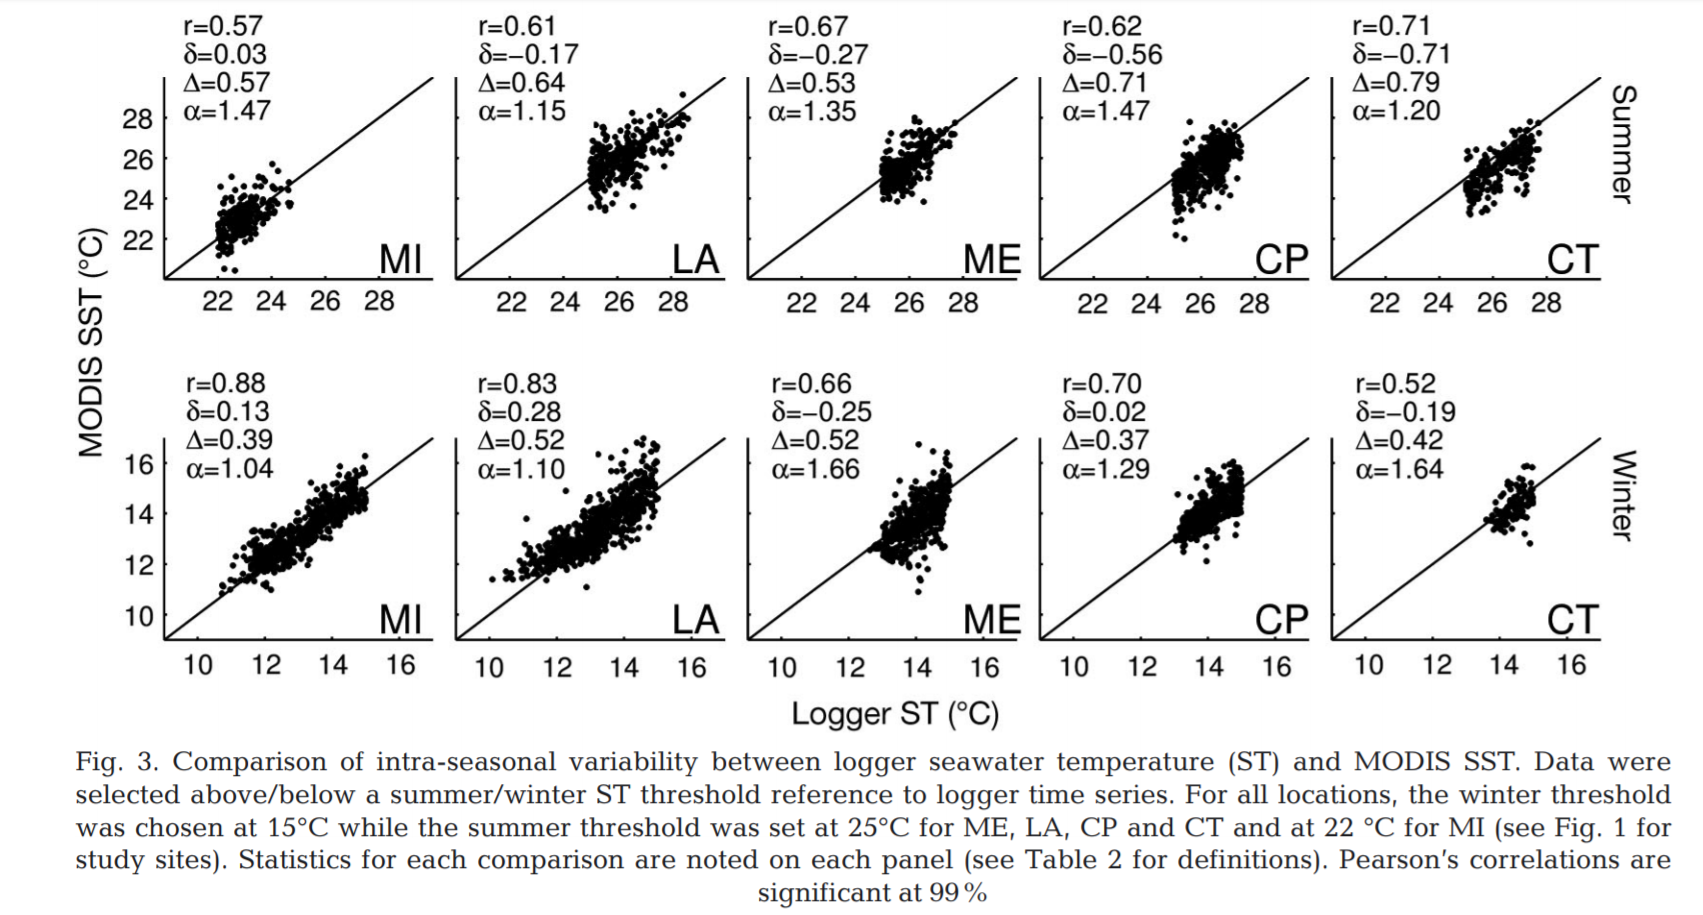 r=0.57
δ=0.03
Δ=0.57
α=1.47
r=0.61
δ=−0.17
Δ=0.64
α=1.15
r=0.67
δ=−0.27
Δ=0.53
α=1.35
r=0.62
δ=−0.56
Δ=0.71
α=1.47
r=0.71
δ=−0.71
Δ=0.79
α=1.20
Summer
28
26
24
22
MI
LA
ME
CP
CT
22 24 26 28
22 24 26 28
22 24 26 28
22 24 26 28
22 24 26 28
MODIS SST (°C)
r=0.88
δ=0.13
Δ=0.39
α=1.04
r=0.83
δ=0.28
Δ=0.52
α=1.10
r=0.66
δ=−0.25
Δ=0.52
α=1.66
r=0.70
δ=0.02
Δ=0.37
α=1.29
r=0.52
δ=−0.19
Δ=0.42
α=1.64
Winter
16
14
12
10
MI
LA
ME
CP
CT
10 12 14 16
10 12 14 16
10 12 14 16
10 12 14 16
10 12 14 16
Logger ST (°C)
Fig. 3. Comparison of intra-seasonal variability between logger seawater temperature (ST) and MODIS SST. Data were
selected above/below a summer/winter ST threshold reference to logger time series. For all locations, the winter threshold
was chosen at 15°C while the summer threshold was set at 25°C for ME, LA, CP and CT and at 22 °C for MI (see Fig. 1 for
study sites). Statistics for each comparison are noted on each panel (see Table 2 for definitions). Pearson's correlations are
significant at 99 %